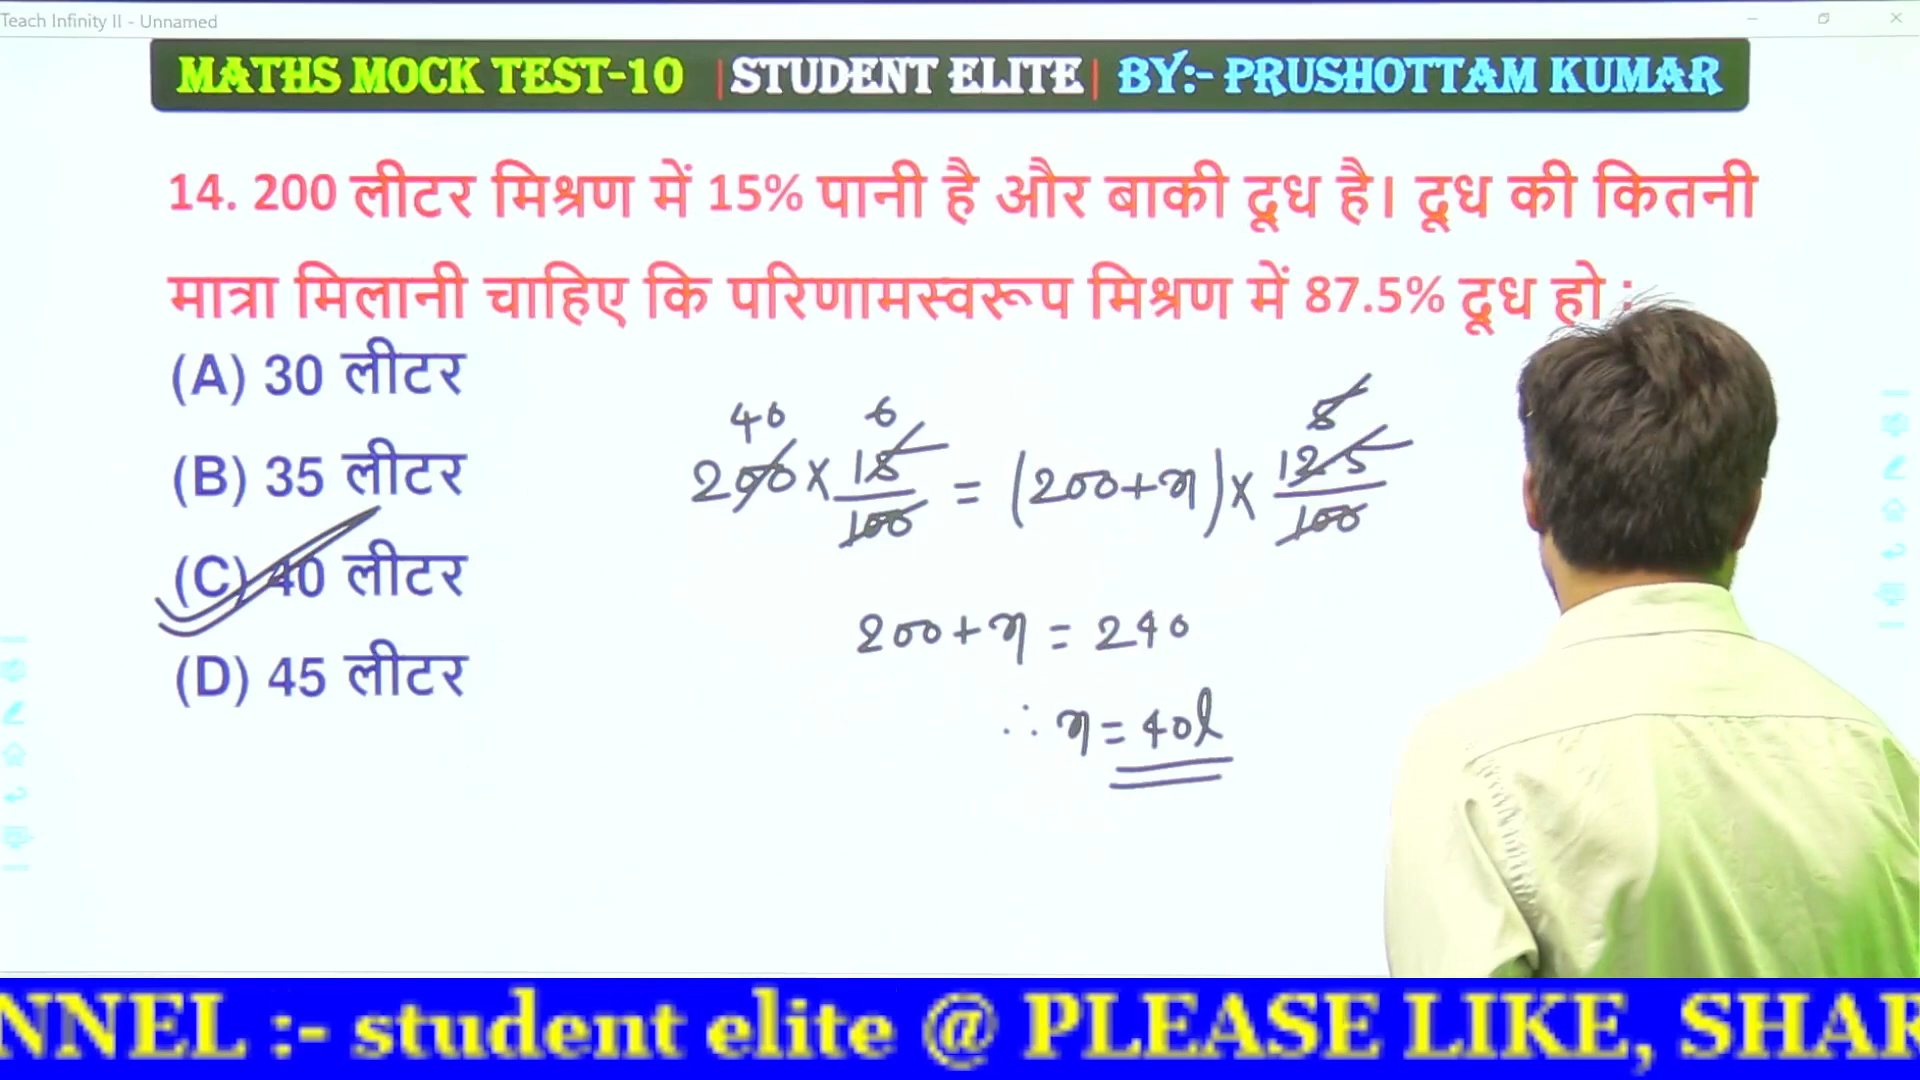 Teach Infinity II - Unnamed
MATHS MOCK TEST-10 | STUDENT ELITE | BY:- PRUSHOTTAM KUMAR
14. 200 लीटर मिश्रण में 15% पानी है और बाकी दूध है। दूध की कितनी
मात्रा मिलानी चाहिए कि परिणामस्वरूप मिश्रण में 87.5% दूध हो :
(A) 30 लीटर
(B) 35 लीटर
(C) 40 लीटर
(D) 45 लीटर
40 6 8
200 × 15/100 = (200+x) × 125/100
200+x = 240
∴ x = 40l
NNEL :- student elite @ PLEASE LIKE, SHAR